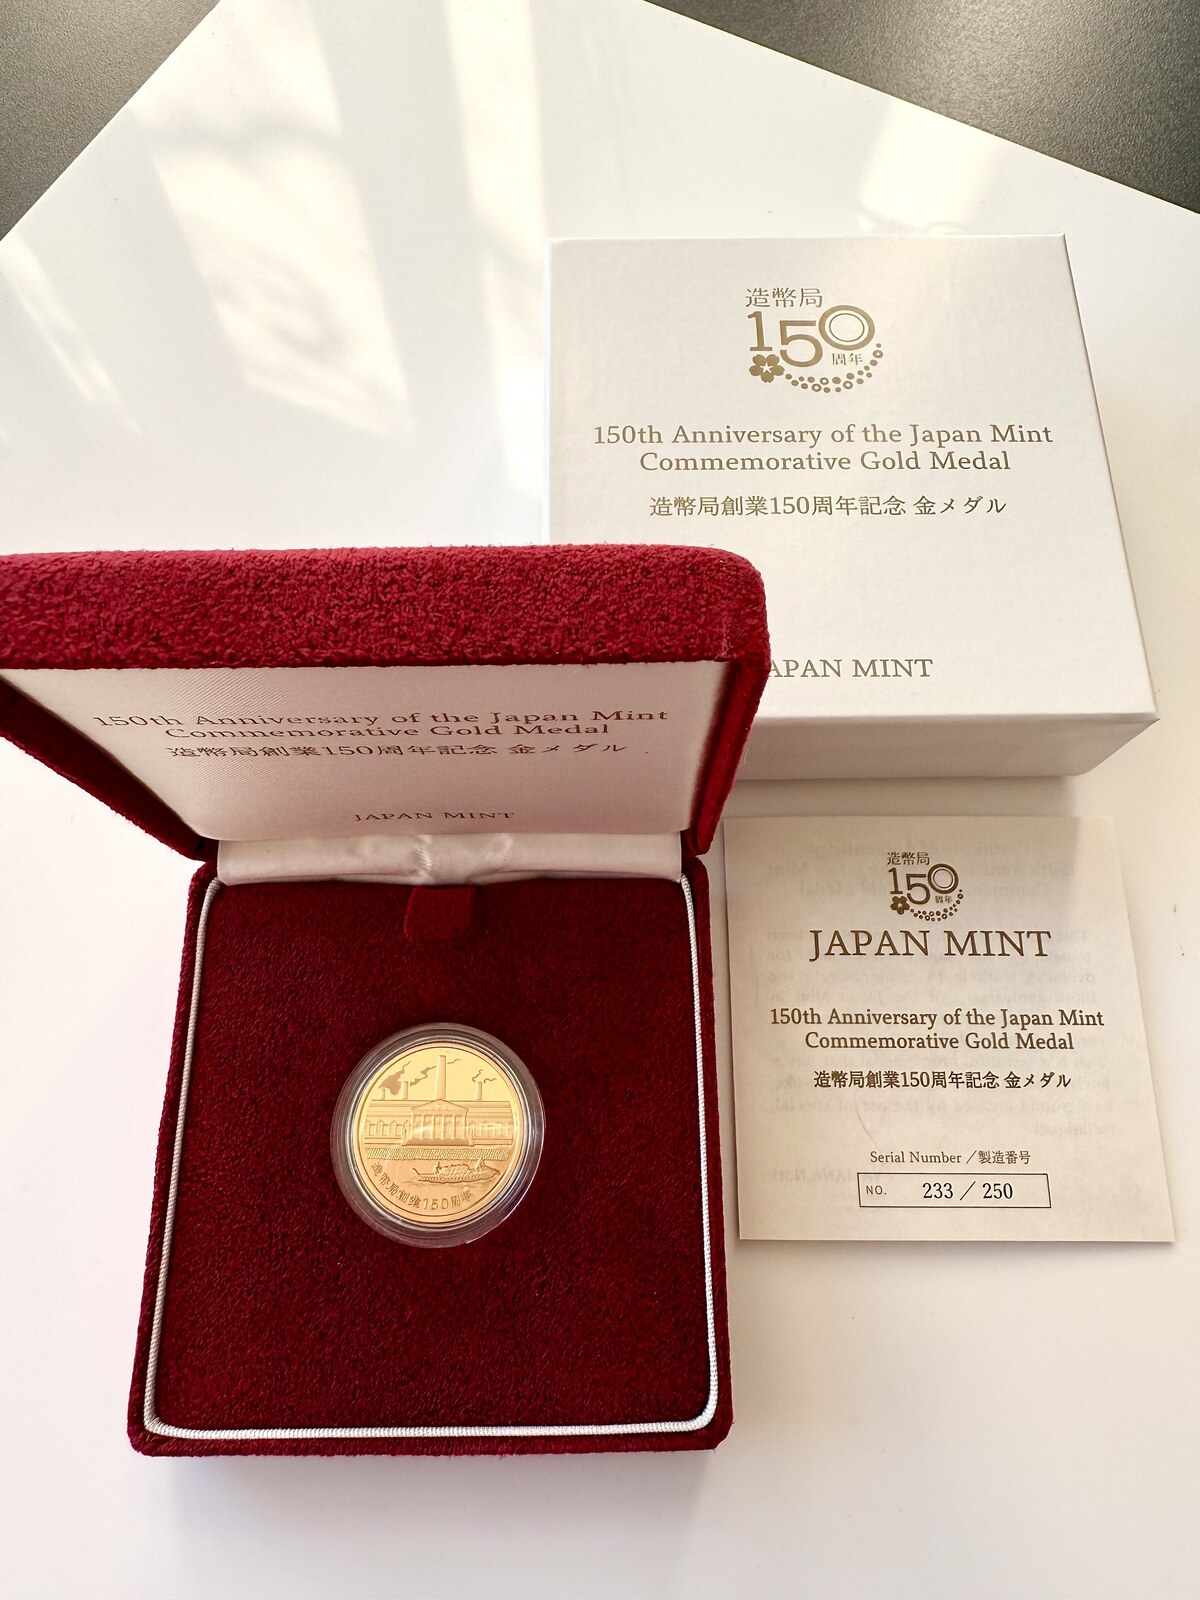 造幣局
150
周年
150th Anniversary of the Japan Mint
Commemorative Gold Medal
造幣局創業150周年記念 金メダル
APAN MINT
150th Anniversary of the Japan Mint
Commemorative Gold Medal
造幣局創業150周年記念 金メダル
JAPAN MINT
造幣局
150
周年
JAPAN MINT
150th Anniversary of the Japan Mint
Commemorative Gold Medal
造幣局創業150周年記念 金メダル
Serial Number ／製造番号
NO. 233 ／ 250
造幣局創業150周年